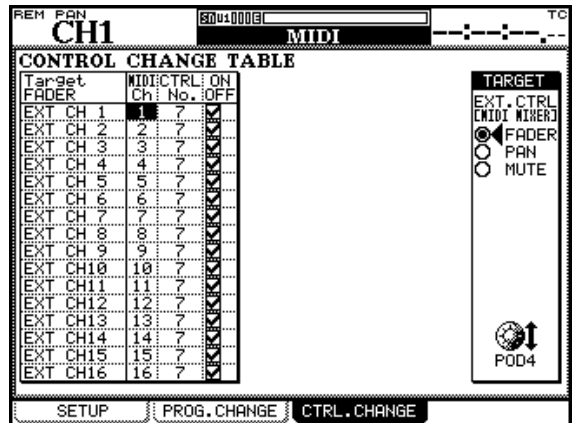 REM PAN
CH1
MIDI
TC
--:--:--.--
CONTROL CHANGE TABLE
Target FADER MIDI Ch CTRL No. ON OFF
EXT CH 1 1 7
EXT CH 2 2 7
EXT CH 3 3 7
EXT CH 4 4 7
EXT CH 5 5 7
EXT CH 6 6 7
EXT CH 7 7 7
EXT CH 8 8 7
EXT CH 9 9 7
EXT CH10 10 7
EXT CH11 11 7
EXT CH12 12 7
EXT CH13 13 7
EXT CH14 14 7
EXT CH15 15 7
EXT CH16 16 7
TARGET
EXT.CTRL
[MIDI MIXER]
FADER
PAN
MUTE
POD4
SETUP
PROG.CHANGE
CTRL.CHANGE